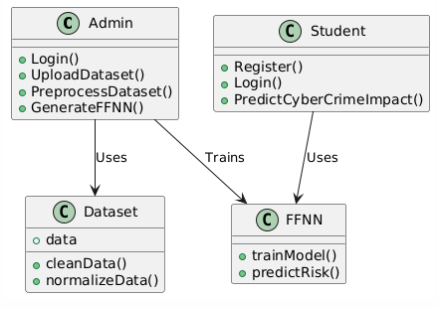 C Admin
Login()
UploadDataset()
PreprocessDataset()
GenerateFFNN()
C Student
Register()
Login()
PredictCyberCrimeImpact()
Uses
Trains
Uses
C Dataset
data
cleanData()
normalizeData()
C FFNN
trainModel()
predictRisk()